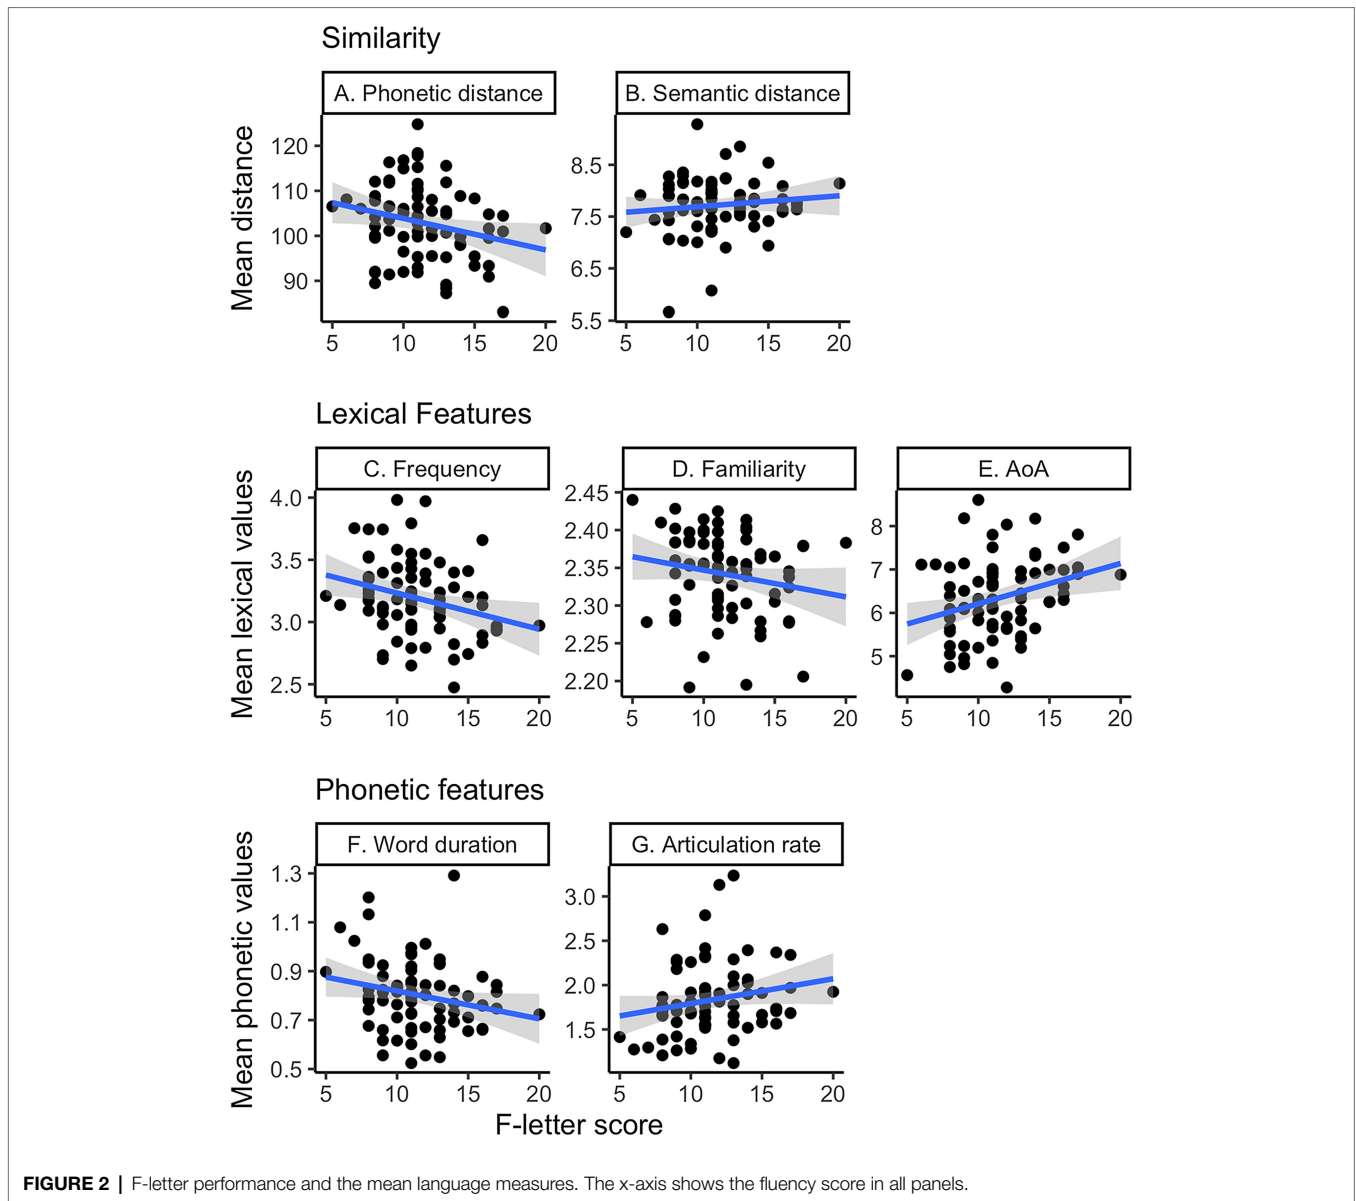 Similarity
A. Phonetic distance
B. Semantic distance
Mean distance
120
110
100
90
8.5
7.5
6.5
5.5
5 10 15 20
5 10 15 20
Lexical Features
C. Frequency
D. Familiarity
E. AoA
Mean lexical values
4.0
3.5
3.0
2.5
2.45
2.40
2.35
2.30
2.25
2.20
8
7
6
5
5 10 15 20
5 10 15 20
5 10 15 20
Phonetic features
F. Word duration
G. Articulation rate
Mean phonetic values
1.3
1.1
0.9
0.7
0.5
3.0
2.5
2.0
1.5
5 10 15 20
5 10 15 20
F-letter score
FIGURE 2 | F-letter performance and the mean language measures. The x-axis shows the fluency score in all panels.